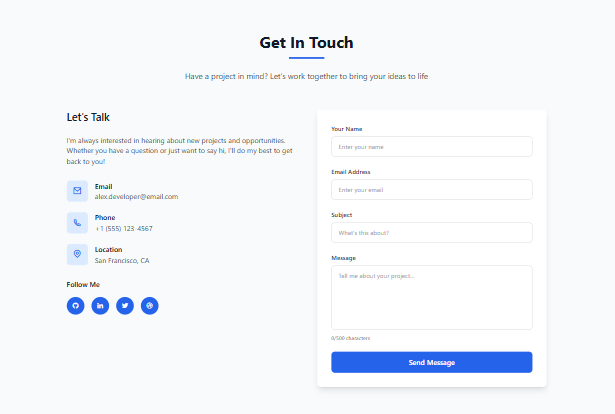 Get In Touch
Have a project in mind? Let's work together to bring your ideas to life
Let's Talk
I'm always interested in hearing about new projects and opportunities.
Whether you have a question or just want to say hi, I'll do my best to get
back to you!
Email
alex.developer@email.com
Phone
+1 (555) 123-4567
Location
San Francisco, CA
Follow Me
Your Name
Enter your name
Email Address
Enter your email
Subject
What's this about?
Message
Tell me about your project...
0/500 characters
Send Message